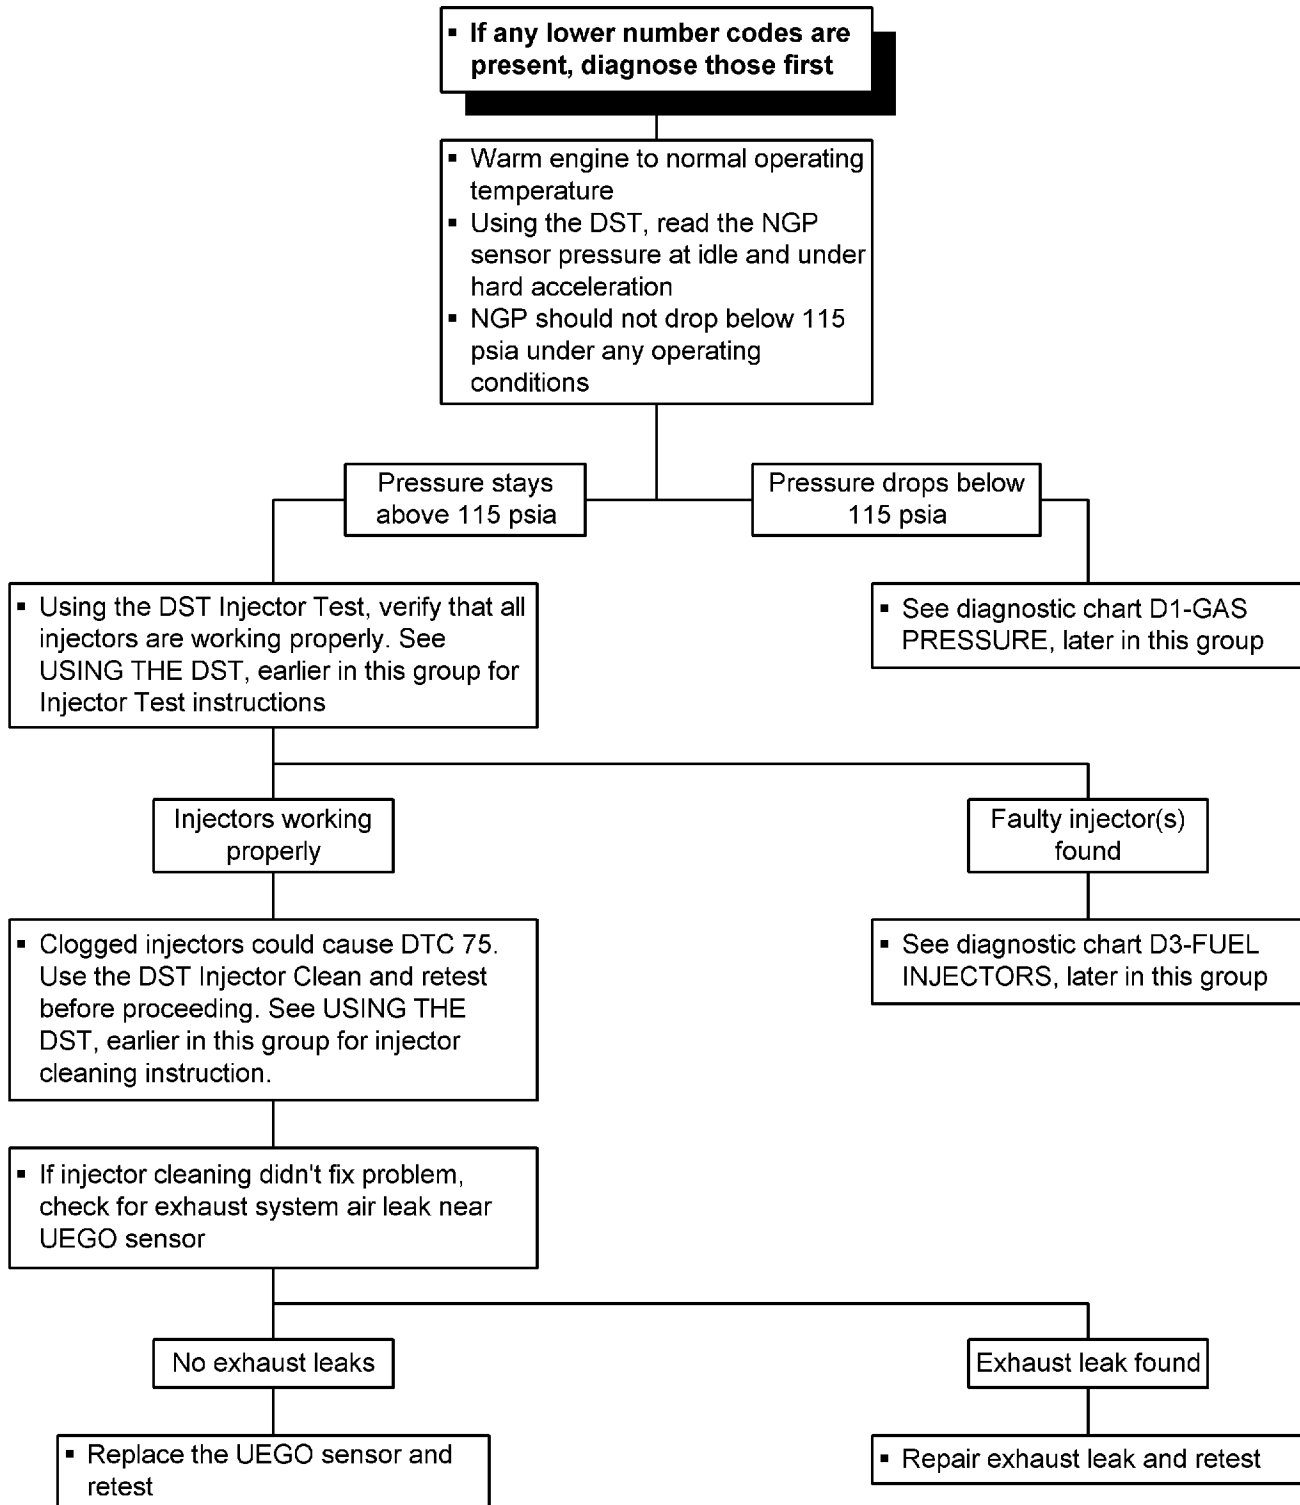 ▪ If any lower number codes are
present, diagnose those first
▪ Warm engine to normal operating
temperature
▪ Using the DST, read the NGP
sensor pressure at idle and under
hard acceleration
▪ NGP should not drop below 115
psia under any operating
conditions
Pressure stays
above 115 psia
Pressure drops below
115 psia
▪ Using the DST Injector Test, verify that all
injectors are working properly. See
USING THE DST, earlier in this group for
Injector Test instructions
▪ See diagnostic chart D1-GAS
PRESSURE, later in this group
Injectors working
properly
Faulty injector(s)
found
▪ Clogged injectors could cause DTC 75.
Use the DST Injector Clean and retest
before proceeding. See USING THE
DST, earlier in this group for injector
cleaning instruction.
▪ See diagnostic chart D3-FUEL
INJECTORS, later in this group
▪ If injector cleaning didn't fix problem,
check for exhaust system air leak near
UEGO sensor
No exhaust leaks
Exhaust leak found
▪ Replace the UEGO sensor and
retest
▪ Repair exhaust leak and retest